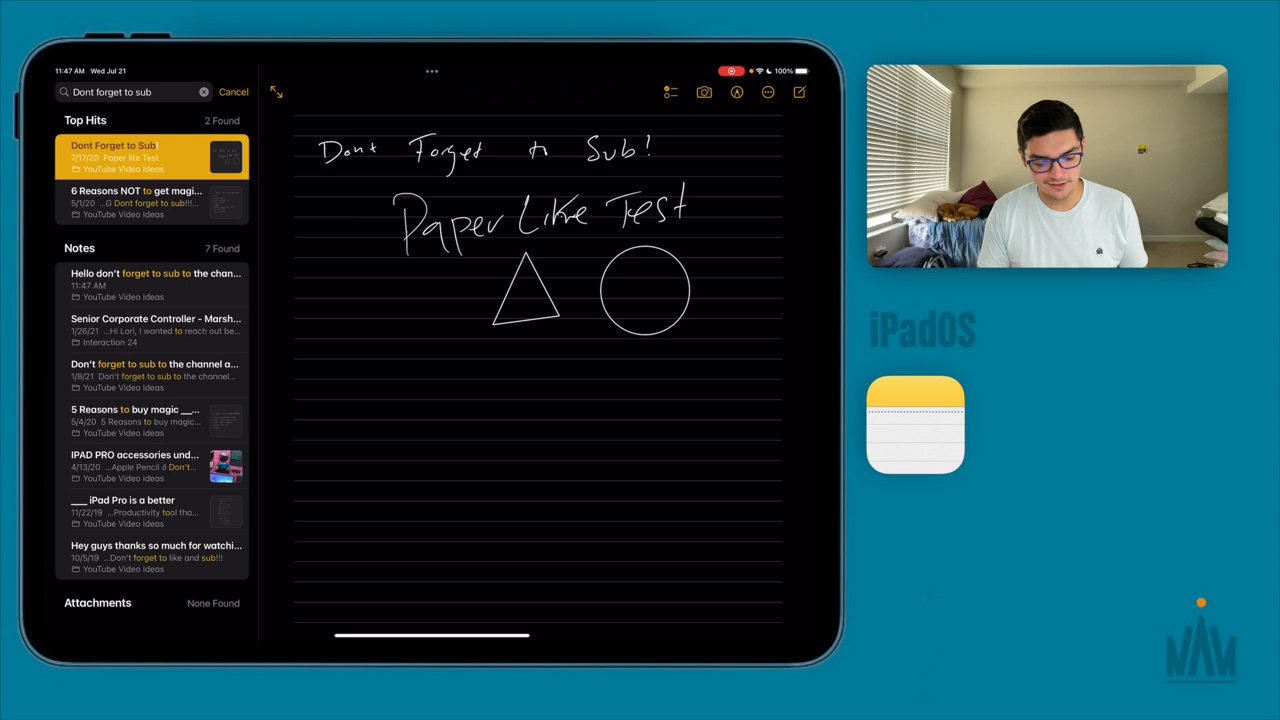 11:47 AM Wed Jul 21
100%
Dont forget to sub
Cancel
Top Hits 2 Found
Dont Forget to Sub!
7/17/20 Paper lite Test
YouTube Video Ideas
6 Reasons NOT to get magi...
5/1/20 ...G Dont forget to sub!!!...
YouTube Video Ideas
Notes 7 Found
Hello don't forget to sub to the chan...
11:47 AM
YouTube Video Ideas
Senior Corporate Controller - Marsh...
1/26/21 ...Hi Lori, I wanted to reach out be...
Interaction 24
Don't forget to sub to the channel a...
1/8/21 Don't forget to sub to the channel...
YouTube Video Ideas
5 Reasons to buy magic __...
5/4/20 5 Reasons to buy magic...
YouTube Video Ideas
IPAD PRO accessories und...
4/13/20 ...Apple Pencil ∂ Don't...
YouTube Video Ideas
___ iPad Pro is a better
11/22/19 ...Productivity tool tha...
YouTube Video Ideas
Hey guys thanks so much for watchi...
10/5/19 ...Don't forget to like and sub!!!
YouTube Video Ideas
Attachments None Found
Dont Forget to Sub!
Paper Like Test
iPadOS